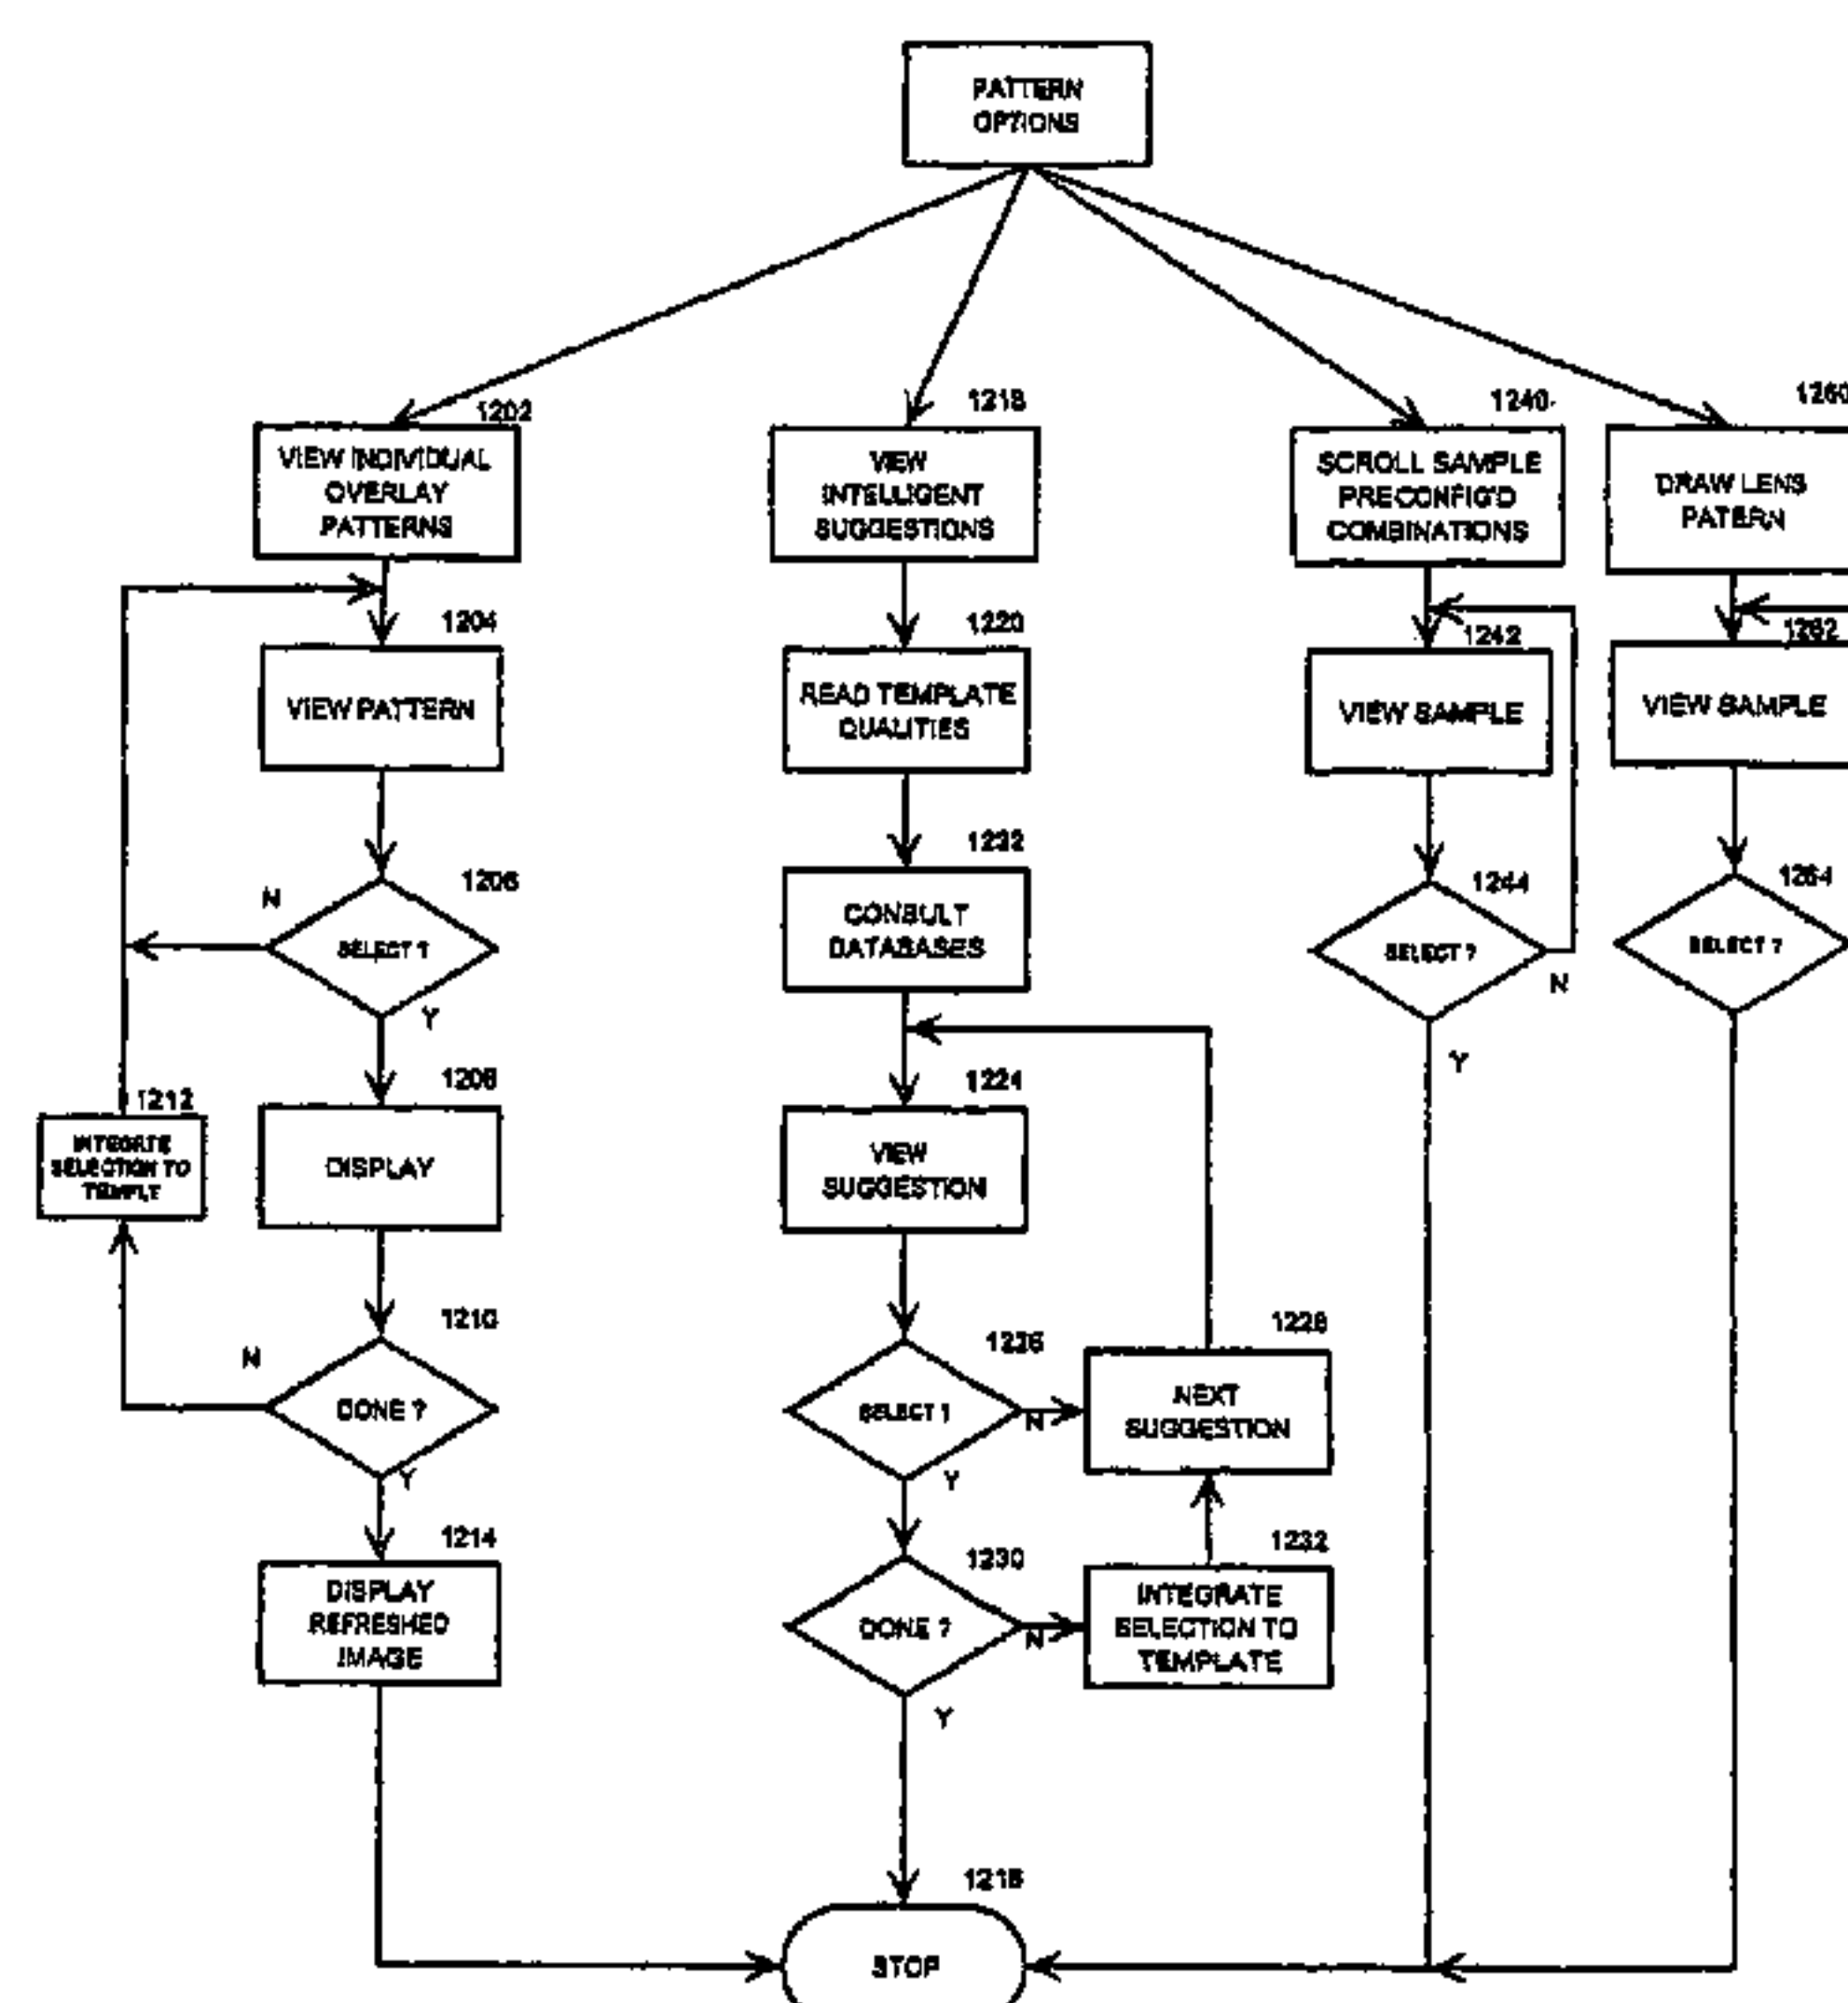 PATTERN
OPTIONS
1202
VIEW INDIVIDUAL
OVERLAY
PATTERNS
1204
VIEW PATTERN
1206
N
SELECT ?
Y
1208
DISPLAY
1212
INTEGRATE
SELECTION TO
TEMPLT
1210
N
DONE ?
Y
1214
DISPLAY
REFRESHED
IMAGE
1218
VIEW
INTELLIGENT
SUGGESTIONS
1220
READ TEMPLATE
QUALITIES
CONSULT
DATABASES
1224
VIEW
SUGGESTION
1226
SELECT ?
N
Y
1228
NEXT
SUGGESTION
1230
DONE ?
N
Y
1232
INTEGRATE
SELECTION TO
TEMPLATE
STOP
1240
SCROLL SAMPLE
PRECONFIG'D
COMBINATIONS
1242
VIEW SAMPLE
1244
SELECT ?
N
Y
1260
DRAW LENS
PATERN
1262
VIEW SAMPLE
1264
SELECT ?